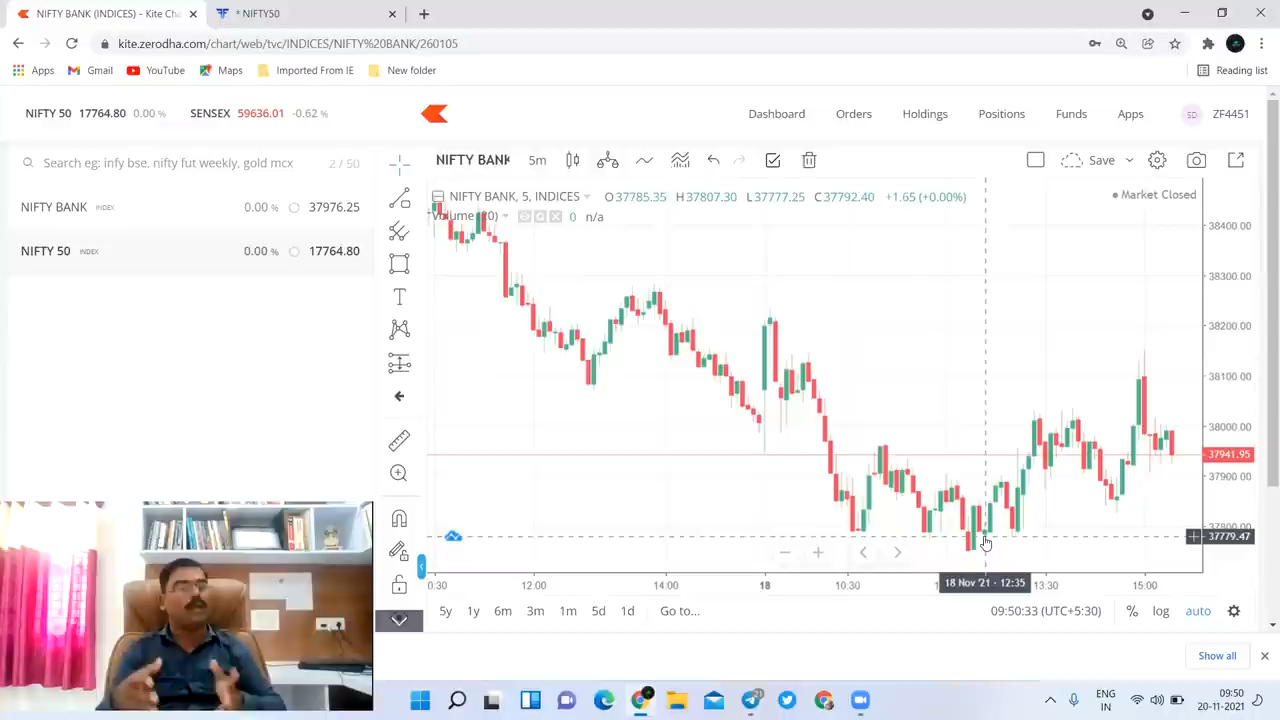 NIFTY BANK (INDICES) - Kite Cha
* NIFTY50
kite.zerodha.com/chart/web/tvc/INDICES/NIFTY%20BANK/260105
Apps
Gmail
YouTube
Maps
Imported From IE
New folder
Reading list
NIFTY 50 17764.80 0.00 %
SENSEX 59636.01 -0.62 %
Dashboard
Orders
Holdings
Positions
Funds
Apps
SD
ZF4451
Search eg: infy bse, nifty fut weekly, gold mcx
2 / 50
NIFTY BANK INDEX 0.00 % 37976.25
NIFTY 50 INDEX 0.00 % 17764.80
NIFTY BANK
5m
Save
NIFTY BANK, 5, INDICES
O37785.35 H37807.30 L37777.25 C37792.40 +1.65 (+0.00%)
Market Closed
Volume (20)
0 n/a
38400.00
38300.00
38200.00
38100.00
38000.00
37941.95
37900.00
37800.00
37779.47
0:30
12:00
14:00
18
10:30
18 Nov '21 - 12:35
13:30
15:00
5y
1y
6m
3m
1m
5d
1d
Go to...
09:50:33 (UTC+5:30)
%
log
auto
Show all
ENG
IN
09:50
20-11-2021